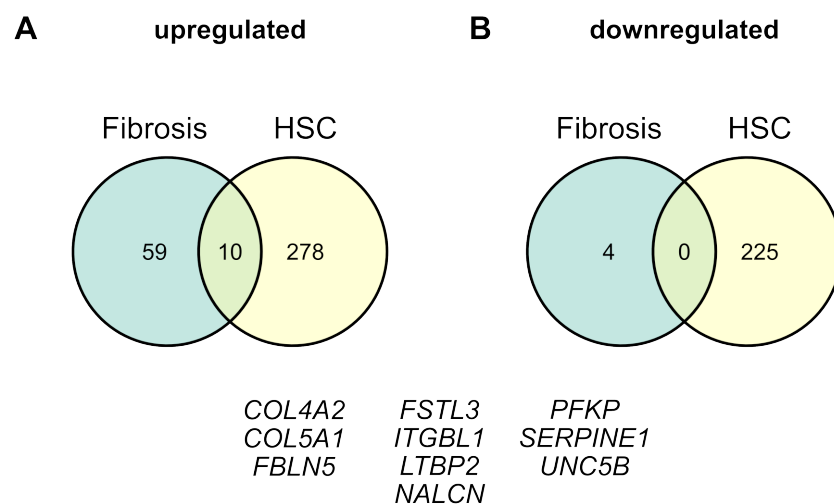 A upregulated
Fibrosis HSC
59 10 278
B downregulated
Fibrosis HSC
4 0 225
COL4A2 FSTL3 PFKP
COL5A1 ITGBL1 SERPINE1
FBLN5 LTBP2 UNC5B
NALCN